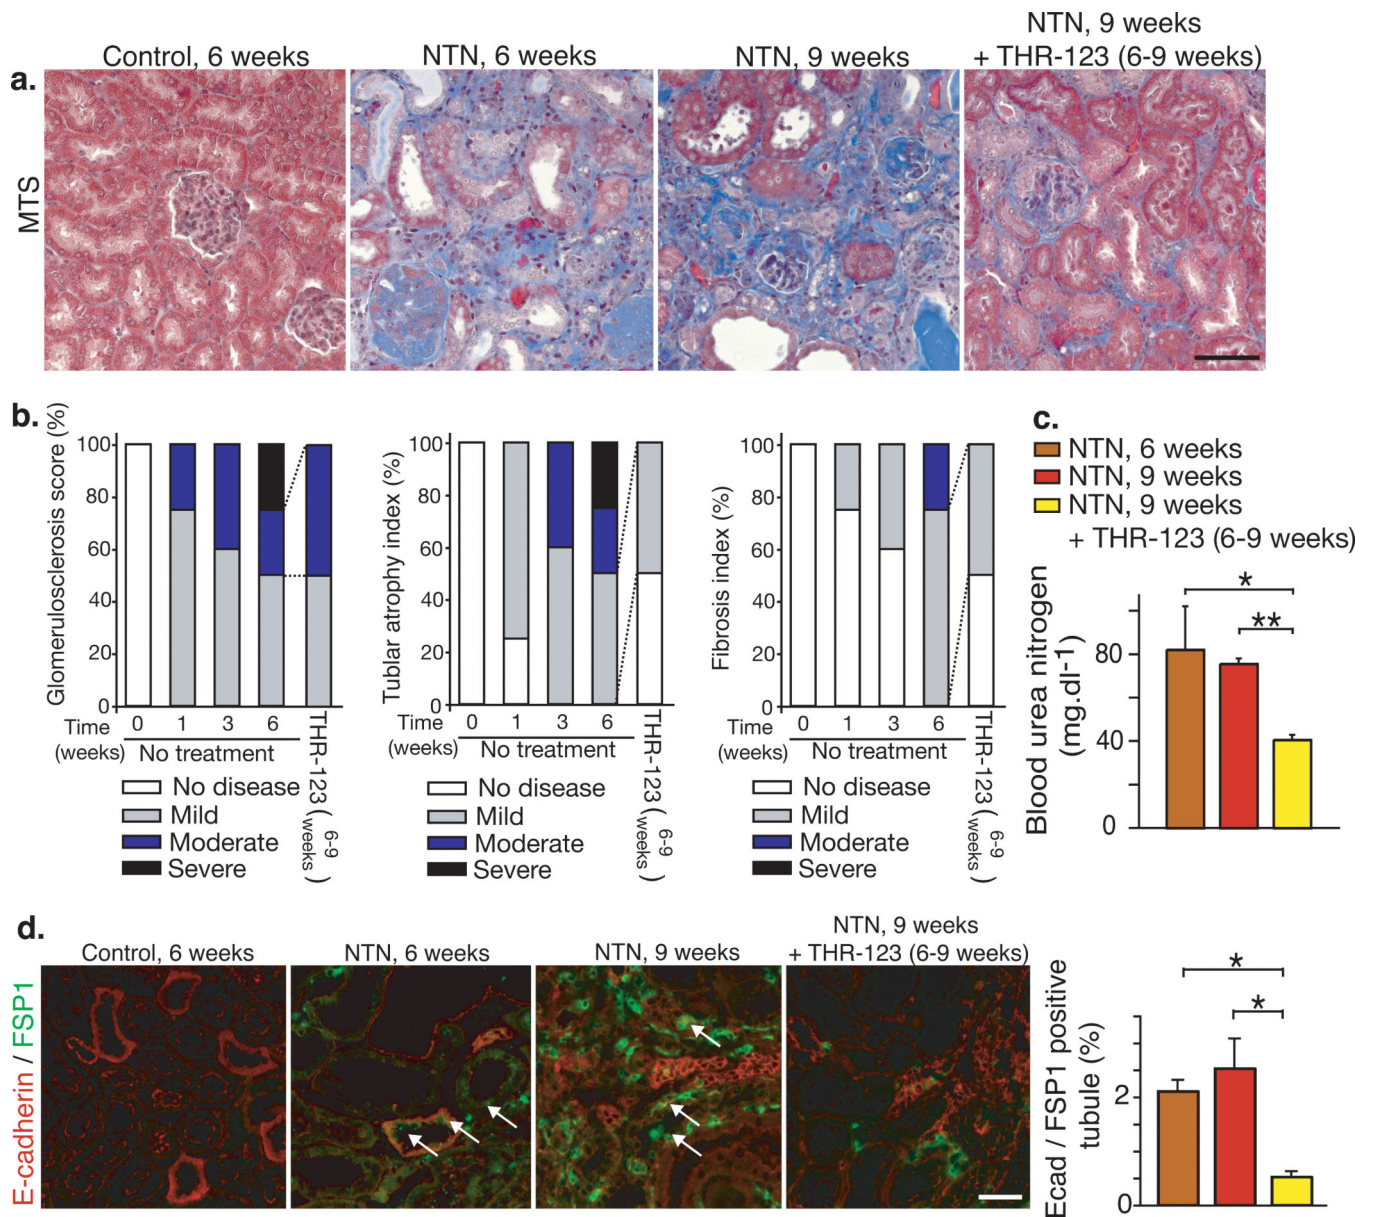 NTN, 9 weeks
Control, 6 weeks
NTN, 6 weeks
NTN, 9 weeks
+ THR-123 (6-9 weeks)
a.
MTS
b.
Glomerulosclerosis score (%)
100
80
60
40
20
0
Time
(weeks)
0
1
3
6
No treatment
THR-123 (6-9 weeks)
No disease
Mild
Moderate
Severe
Tublar atrophy index (%)
100
80
60
40
20
0
Time
(weeks)
0
1
3
6
No treatment
THR-123 (6-9 weeks)
No disease
Mild
Moderate
Severe
Fibrosis index (%)
100
80
60
40
20
0
Time
(weeks)
0
1
3
6
No treatment
THR-123 (6-9 weeks)
No disease
Mild
Moderate
Severe
c.
NTN, 6 weeks
NTN, 9 weeks
NTN, 9 weeks
+ THR-123 (6-9 weeks)
Blood urea nitrogen
(mg.dl-1)
80
40
0
*
**
d.
Control, 6 weeks
NTN, 6 weeks
NTN, 9 weeks
NTN, 9 weeks
+ THR-123 (6-9 weeks)
E-cadherin / FSP1
Ecad / FSP1 positive
tubule (%)
2
0
*
*